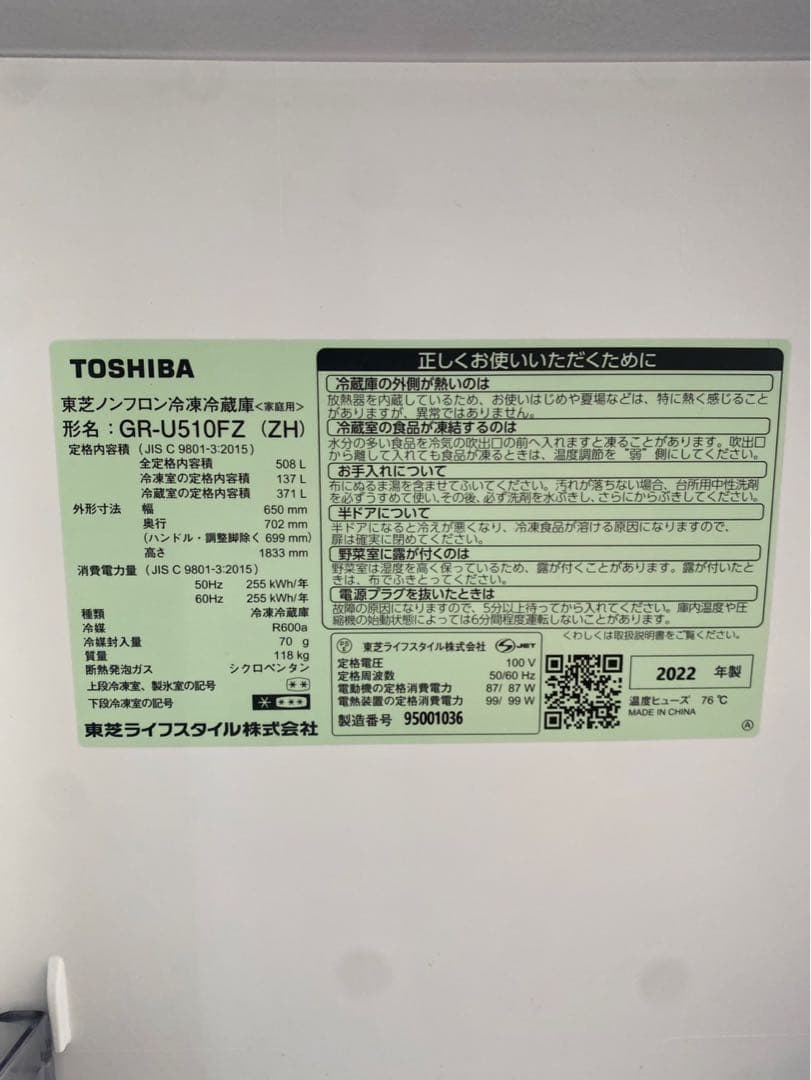 TOSHIBA
東芝ノンフロン冷凍冷蔵庫<家庭用>
形名：GR-U510FZ (ZH)
定格内容積 (JIS C 9801-3:2015)
全定格内容積 508 L
冷凍室の定格内容積 137 L
冷蔵室の定格内容積 371 L
外形寸法 幅 650 mm
奥行 702 mm
(ハンドル・調整脚除く 699 mm)
高さ 1833 mm
消費電力量 (JIS C 9801-3:2015)
50Hz 255 kWh/年
60Hz 255 kWh/年
種類 冷凍冷蔵庫
冷媒 R600a
冷媒封入量 70 g
質量 118 kg
断熱発泡ガス シクロペンタン
上段冷凍室、製氷室の記号 **
下段冷凍室の記号 ****
東芝ライフスタイル株式会社
正しくお使いいただくために
冷蔵庫の外側が熱いのは
放熱器を内蔵しているため、お使いはじめや夏場などは、特に熱く感じること
がありますが、異常ではありません。
冷蔵室の食品が凍結するのは
水分の多い食品を冷気の吹出口の前へ入れますと凍ることがあります。吹出口
から離して入れても食品が凍るときは、温度調節を"弱"側にしてください。
お手入れについて
布にぬるま湯を含ませてふいてください。汚れが落ちない場合、台所用中性洗剤
を必ずうすめて使い、その後、必ず洗剤を水ぶきし、さらにからぶきしてください。
半ドアについて
半ドアになると冷えが悪くなり、冷凍食品が溶ける原因になりますので、
扉は確実に閉めてください。
野菜室に露が付くのは
野菜室は湿度を高く保っているため、露が付くことがあります。露が付いたと
きは、布でふきとってください。
電源プラグを抜いたときは
故障の原因になりますので、5分以上待ってから入れてください。庫内温度や圧
縮機の始動状態によっては6分間程度運転しないことがあります。
くわしくは取扱説明書をご覧ください。
東芝ライフスタイル株式会社 JET
定格電圧 100 V
定格周波数 50/60 Hz
電動機の定格消費電力 87/ 87 W
電熱装置の定格消費電力 99/ 99 W
製造番号 95001036
2022 年製
温度ヒューズ 76 ℃
MADE IN CHINA
Ⓐ